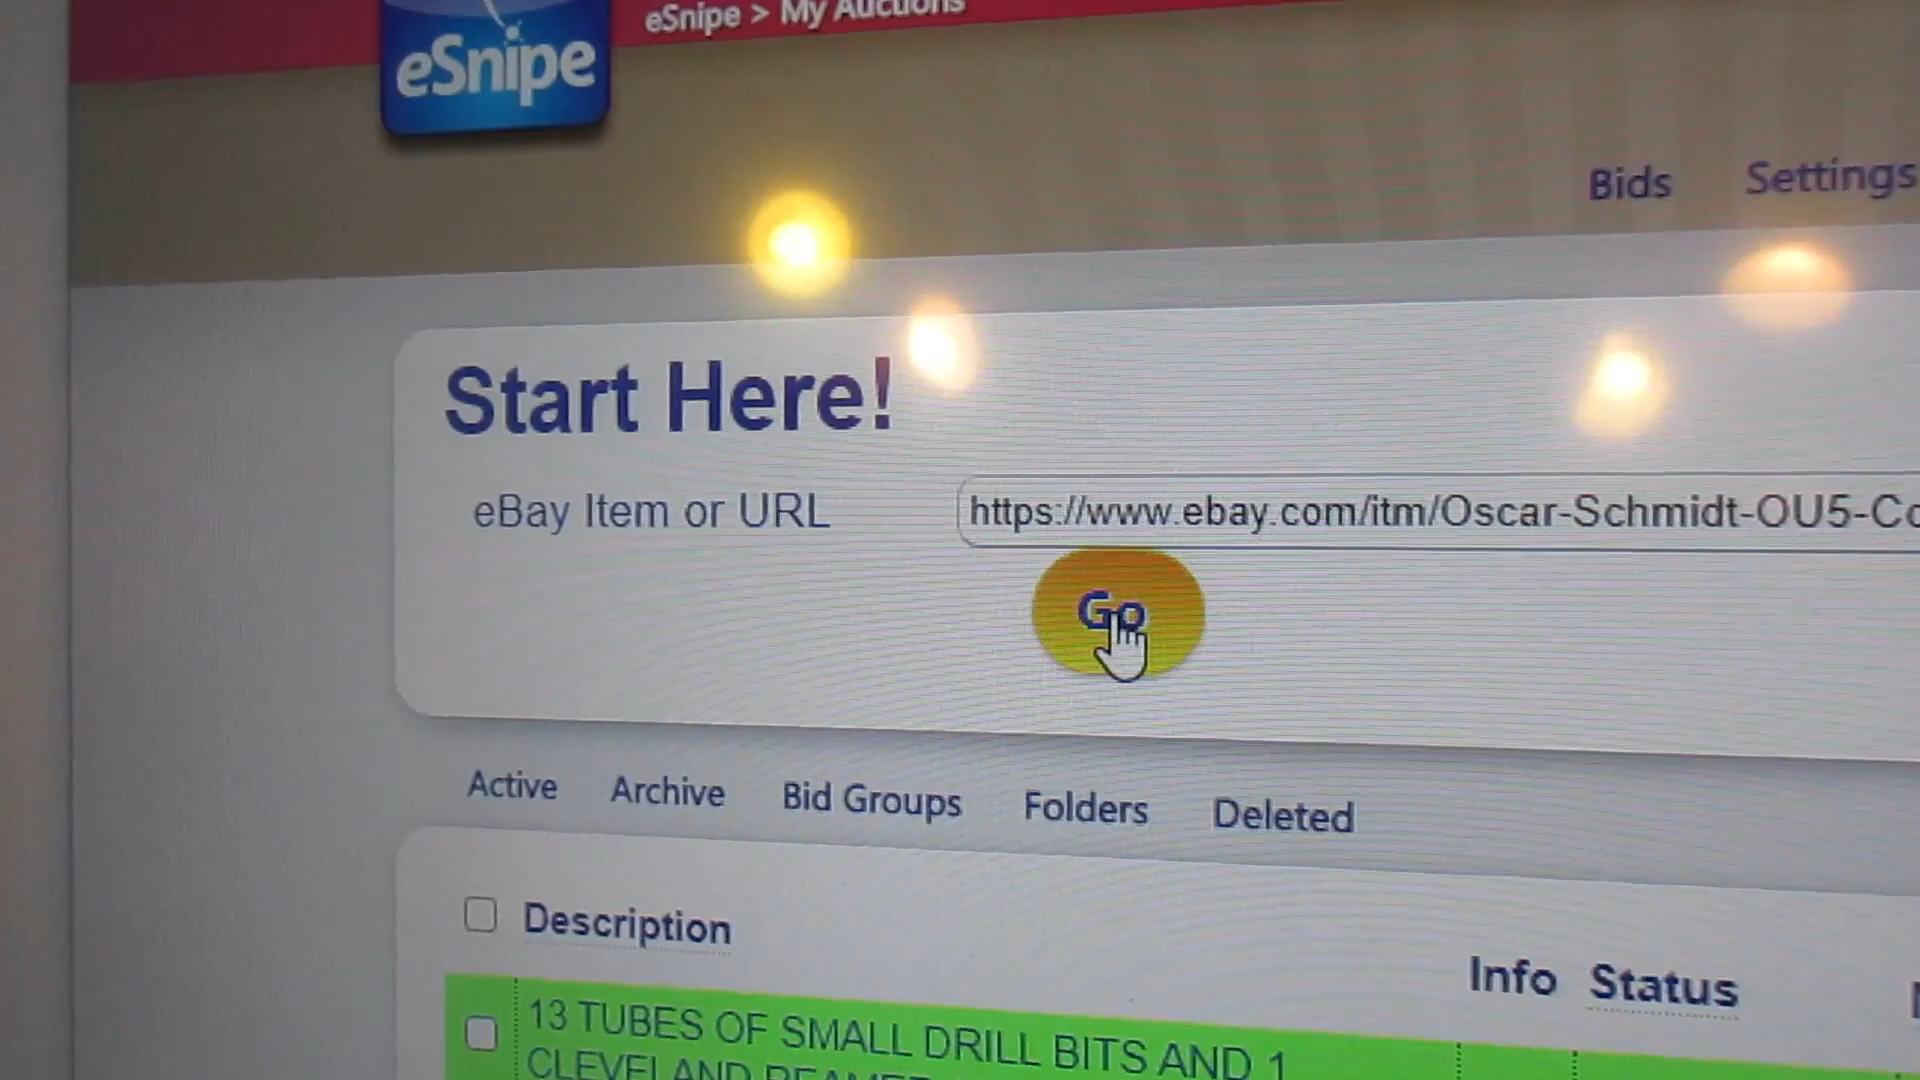 eSnipe > My Auctions
eSnipe
Bids Settings
Start Here!
eBay Item or URL https://www.ebay.com/itm/Oscar-Schmidt-OU5-Co
Go
Active Archive Bid Groups Folders Deleted
Description Info Status
13 TUBES OF SMALL DRILL BITS AND 1
CLEVELAND